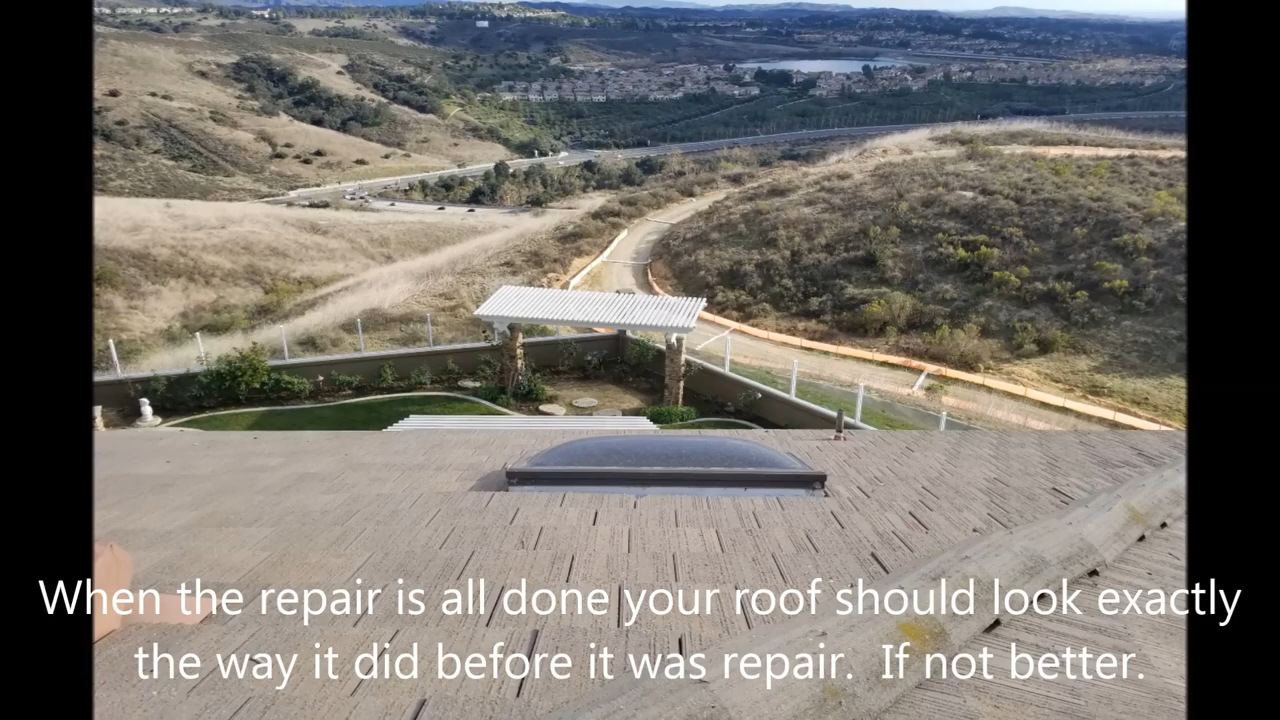 When the repair is all done your roof should look exactly
the way it did before it was repair.  If not better.